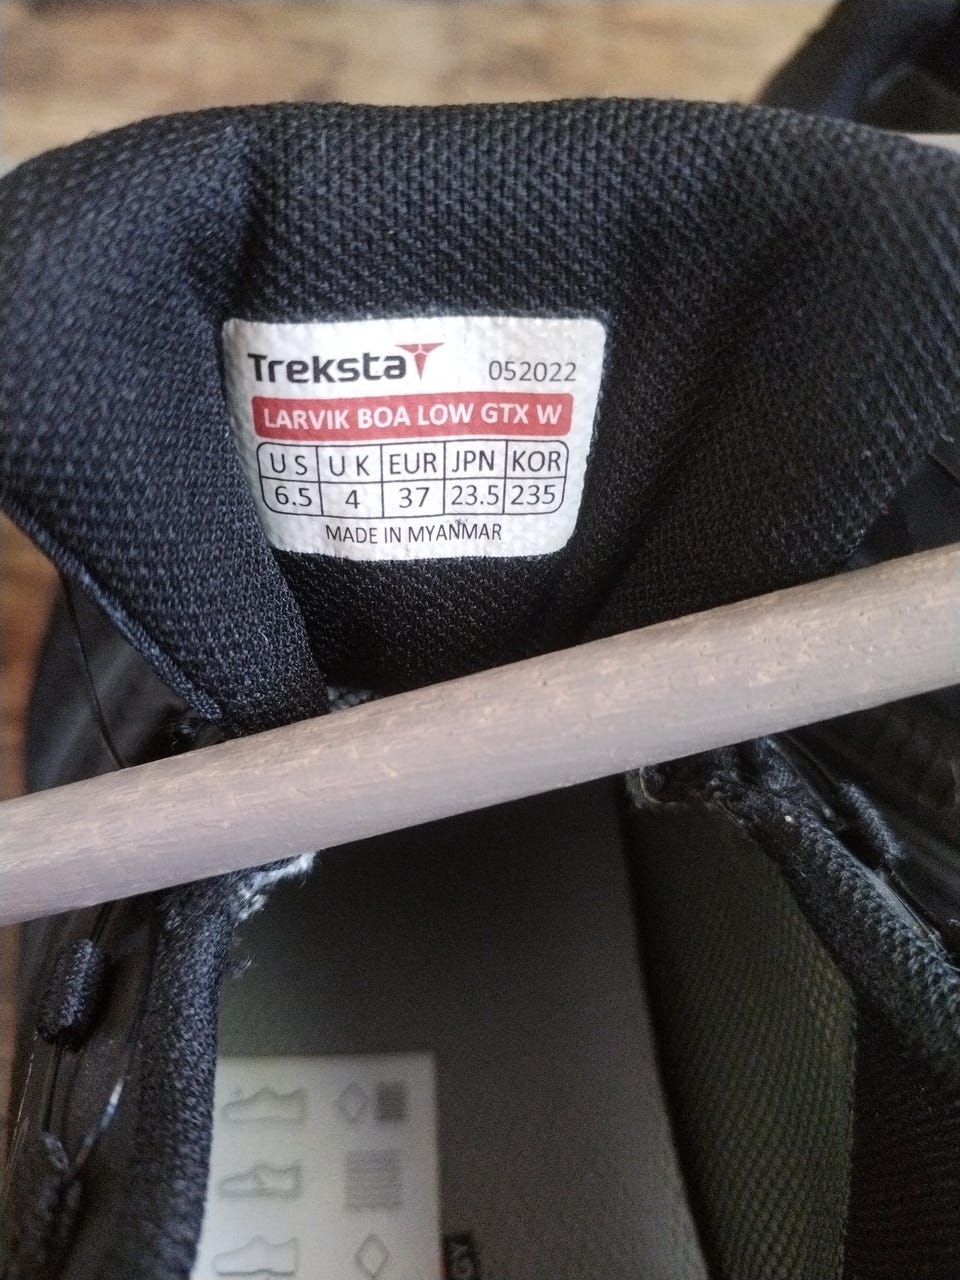 Treksta 052022
LARVIK BOA LOW GTX W
US UK EUR JPN KOR
6.5 4 37 23.5 235
MADE IN MYANMAR